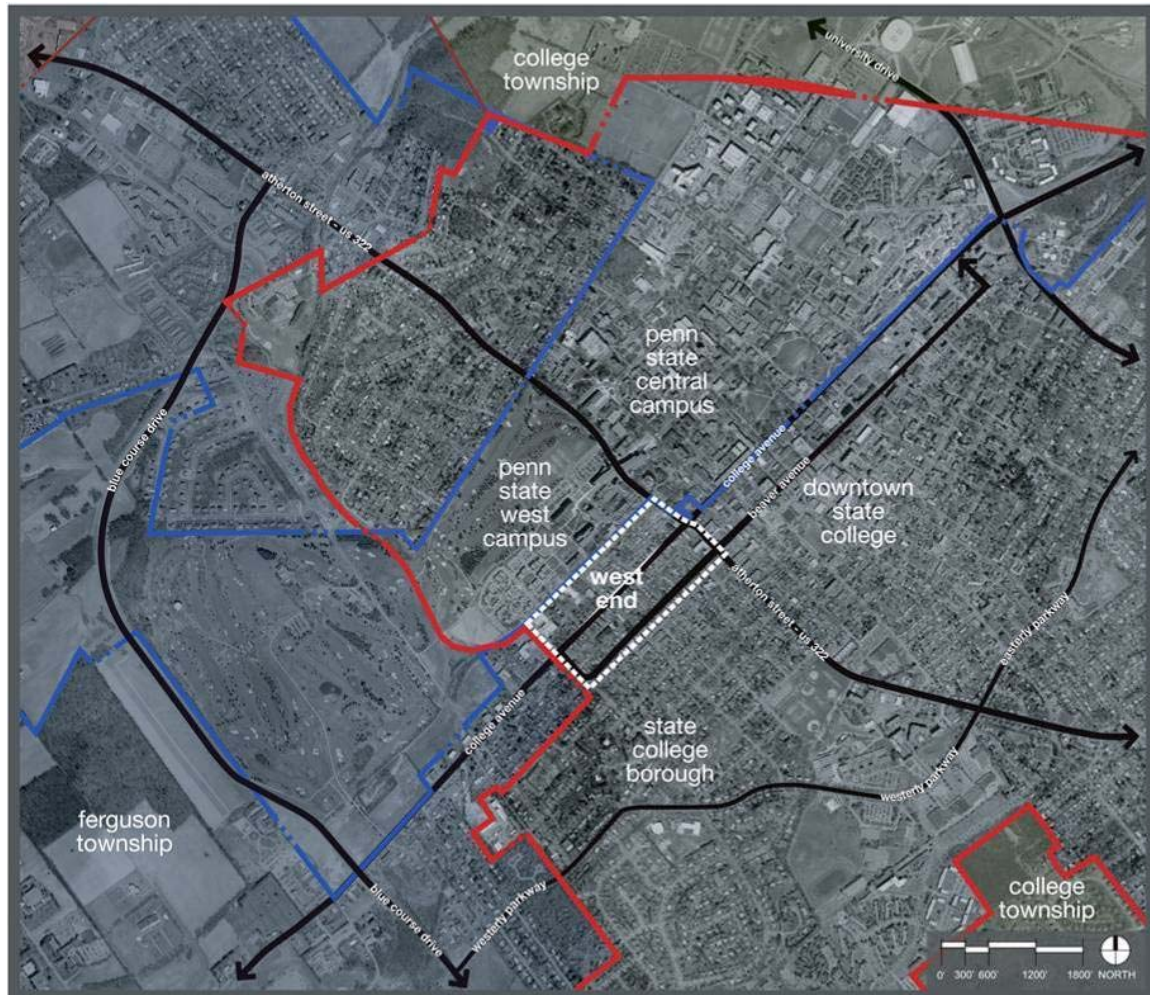 college
township
university drive
atherton street - us 322
penn
state
central
campus
blue course drive
college avenue
beaver avenue
penn
state
west
campus
downtown
state
college
west
end
atherton street - us 322
easterly parkway
college avenue
state
college
borough
westerly parkway
ferguson
township
blue course drive
westerly parkway
college
township
0' 300' 600' 1200' 1800' NORTH